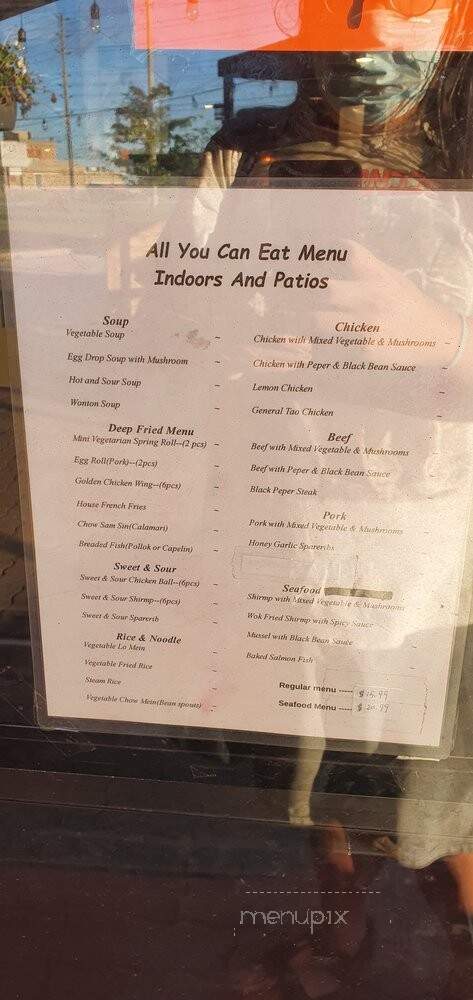 All You Can Eat Menu
Indoors And Patios
Soup
Vegetable Soup
Egg Drop Soup with Mushroom
Hot and Sour Soup
Wonton Soup
Deep Fried Menu
Mini Vegetarian Spring Roll--(2 pcs)
Egg Roll(Pork)--(2pcs)
Golden Chicken Wing--(6pcs)
House French Fries
Chow Sam Sin(Calamari)
Breaded Fish(Pollok or Capelin)
Sweet & Sour
Sweet & Sour Chicken Ball--(6pcs)
Sweet & Sour Shirmp--(6pcs)
Sweet & Sour Sparerib
Rice & Noodle
Vegetable Lo Mein
Vegetable Fried Rice
Steam Rice
Vegetable Chow Mein(Bean spouts)
Chicken
Chicken with Mixed Vegetable & Mushrooms
Chicken with Peper & Black Bean Sauce
Lemon Chicken
General Tao Chicken
Beef
Beef with Mixed Vegetable & Mushrooms
Beef with Peper & Black Bean Sauce
Black Peper Steak
Pork
Pork with Mixed Vegetable & Mushrooms
Honey Garlic Spareribs
Seafood
Shirmp with Mixed Vegetable & Mushrooms
Wok Fried Shirmp with Spicy Sauce
Mussel with Black Bean Sauce
Baked Salmon Fish
Regular menu ---- $15.99
Seafood Menu ---- $20.99
menupix